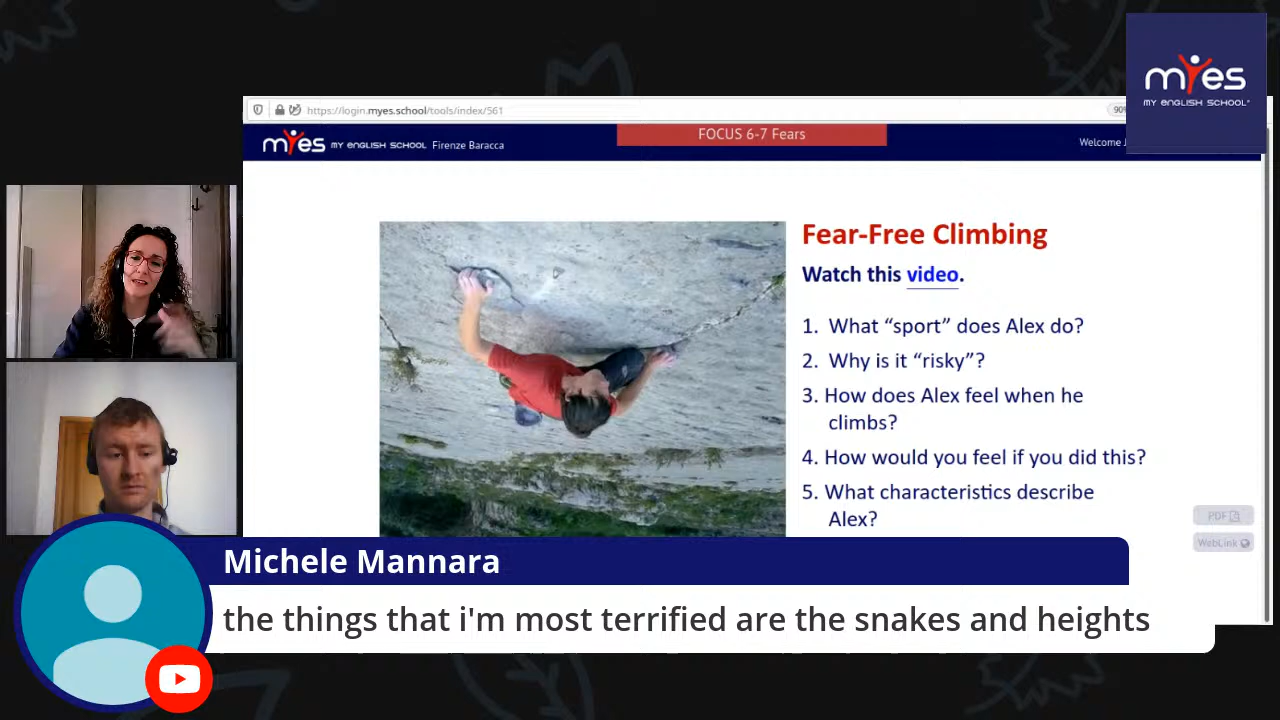 myes
MY ENGLISH SCHOOL
https://login.myes.school/tools/index/561
90%
myes MY ENGLISH SCHOOL Firenze Baracca
FOCUS 6-7 Fears
Welcome J
Fear-Free Climbing
Watch this video.
1. What “sport” does Alex do?
2. Why is it “risky”?
3. How does Alex feel when he
climbs?
4. How would you feel if you did this?
5. What characteristics describe
Alex?
PDF
WebLink
Michele Mannara
the things that i'm most terrified are the snakes and heights